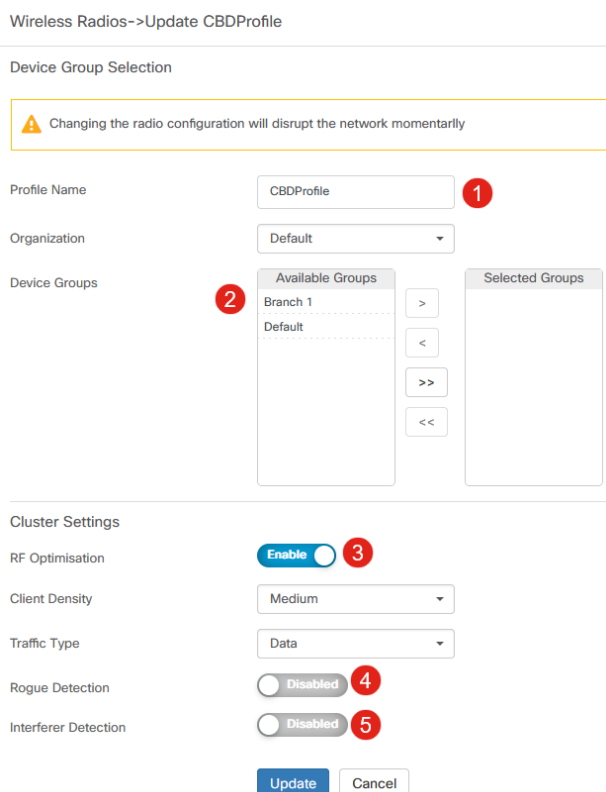 Wireless Radios->Update CBDProfile
Device Group Selection
Changing the radio configuration will disrupt the network momentarlly
Profile Name CBDProfile 1
Organization Default
Device Groups 2 Available Groups Selected Groups
Branch 1 >
Default
<
>>
<<
Cluster Settings
RF Optimisation Enable 3
Client Density Medium
Traffic Type Data
Rogue Detection Disabled 4
Interferer Detection Disabled 5
Update Cancel